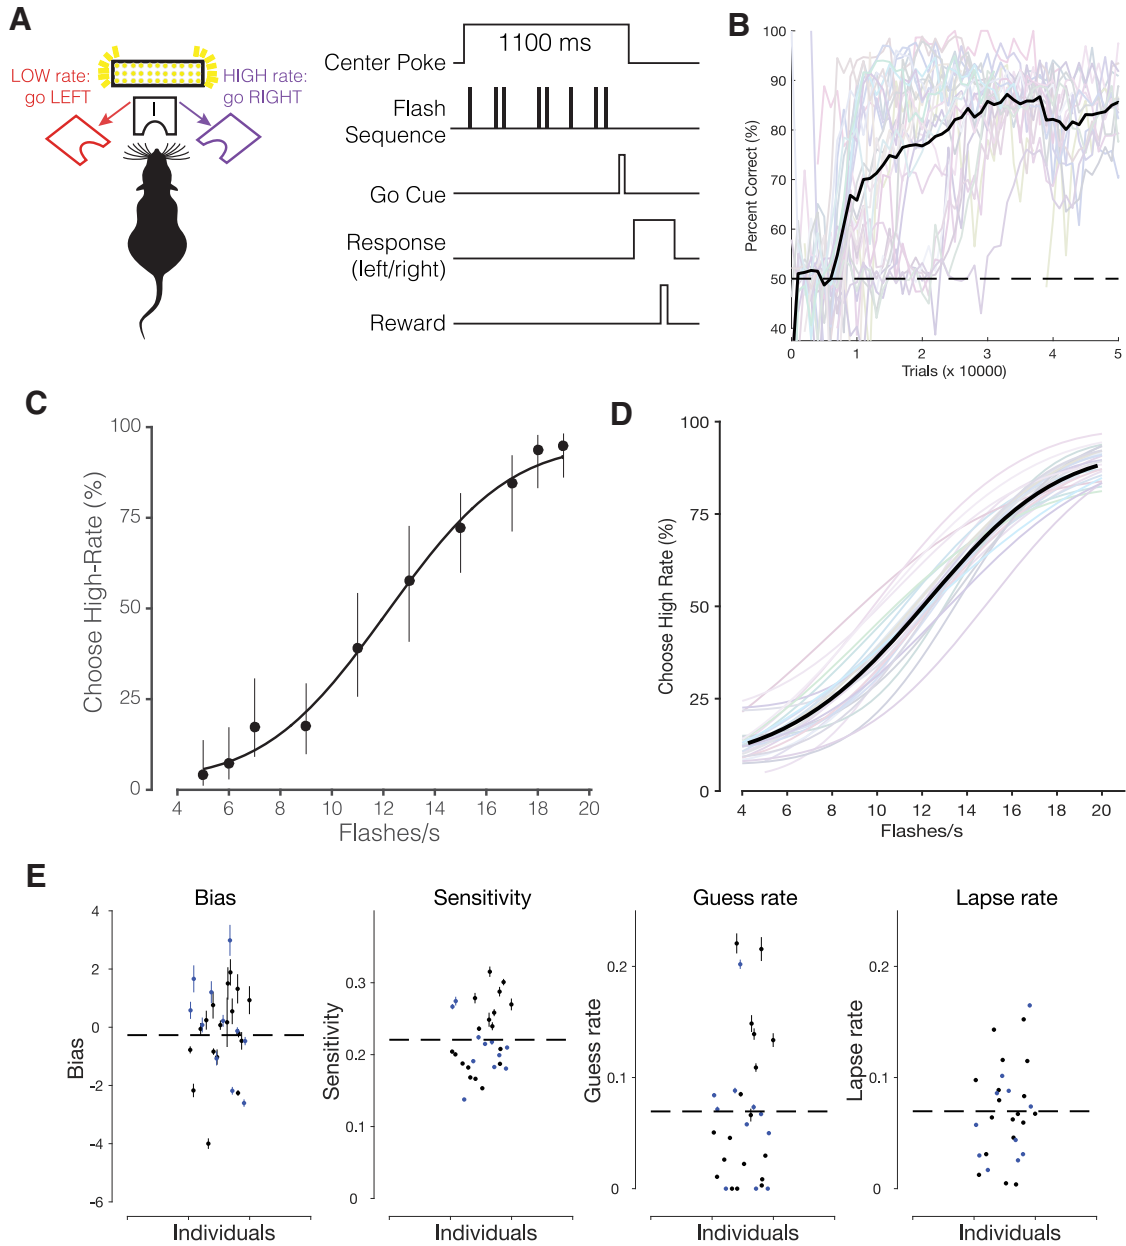 A
LOW rate:
go LEFT
HIGH rate:
go RIGHT
1100 ms
Center Poke
Flash
Sequence
Go Cue
Response
(left/right)
Reward
B
Percent Correct (%)
100
90
80
70
60
50
40
0 1 2 3 4 5
Trials (x 10000)
C
Choose High-Rate (%)
100
75
50
25
0
4 6 8 10 12 14 16 18 20
Flashes/s
D
Choose High Rate (%)
100
75
50
25
0
4 6 8 10 12 14 16 18 20
Flashes/s
E
Bias
Bias
4
2
0
-2
-4
-6
Individuals
Sensitivity
Sensitivity
0.3
0.2
0.1
0
Individuals
Guess rate
Guess rate
0.2
0.1
0
Individuals
Lapse rate
Lapse rate
0.2
0.1
0
Individuals